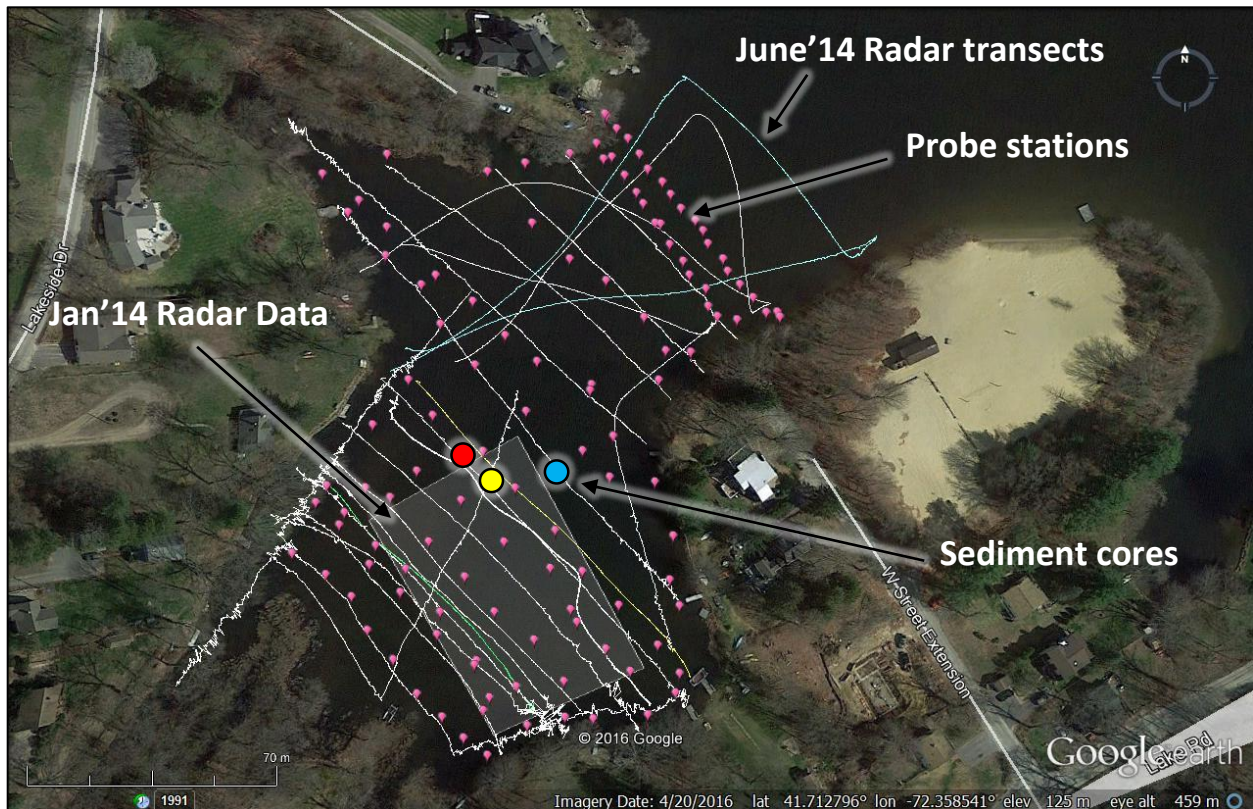 June’14 Radar transects
N
Probe stations
Lakeside Dr
Jan’14 Radar Data
Sediment cores
W Street Extension
© 2016 Google
Google earth
Lake Rd
70 m
1991
Imagery Date: 4/20/2016 lat 41.712796° lon -72.358541° elev 125 m eye alt 459 m